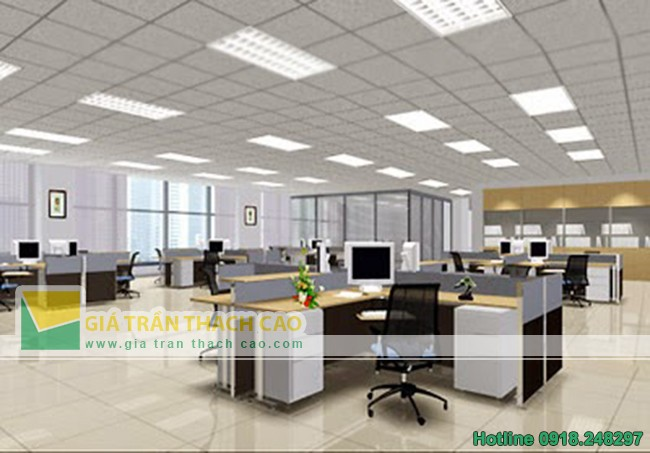 GIÁ TRẦN THẠCH CAO
www.gia tran thach cao.com
Hotline 0918.248297